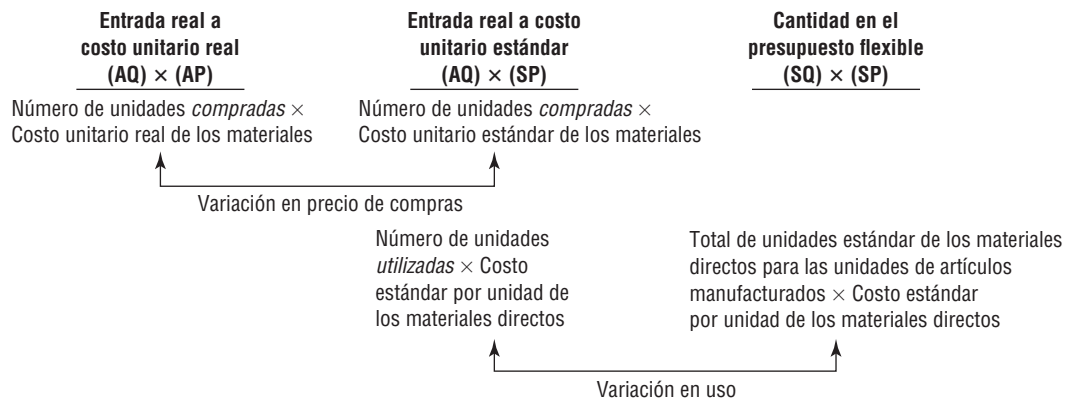 Entrada real a
costo unitario real
(AQ) × (AP)
Entrada real a costo
unitario estándar
(AQ) × (SP)
Cantidad en el
presupuesto flexible
(SQ) × (SP)
Número de unidades compradas ×
Costo unitario real de los materiales
Número de unidades compradas ×
Costo unitario estándar de los materiales
Variación en precio de compras
Número de unidades
utilizadas × Costo
estándar por unidad de
los materiales directos
Total de unidades estándar de los materiales
directos para las unidades de artículos
manufacturados × Costo estándar
por unidad de los materiales directos
Variación en uso